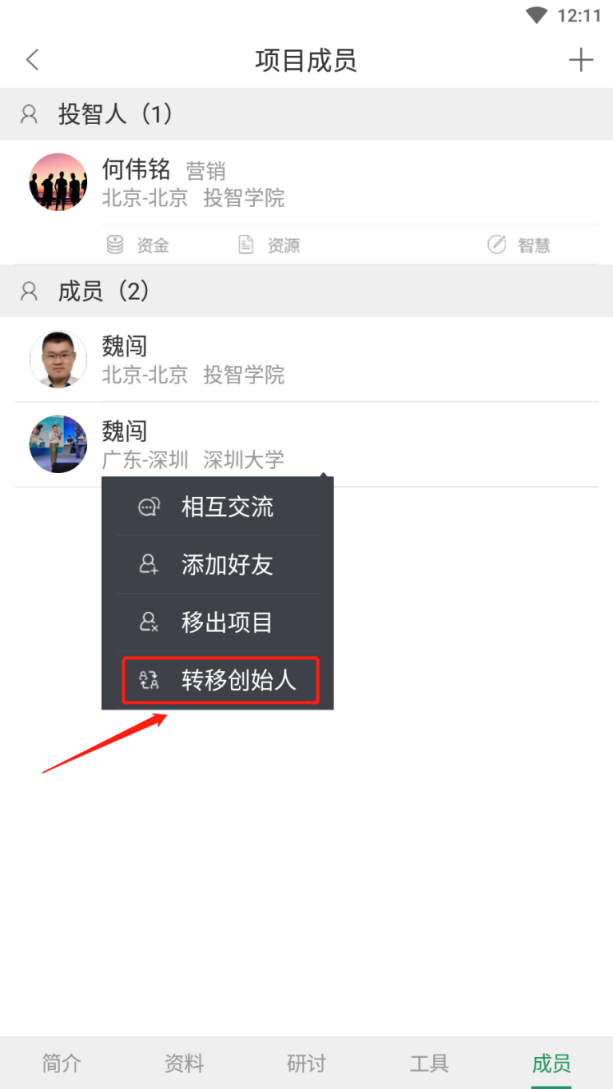 12:11
项目成员
投智人（1）
何伟铭 营销
北京-北京 投智学院
资金 资源 智慧
成员（2）
魏闯
北京-北京 投智学院
魏闯
广东-深圳 深圳大学
相互交流
添加好友
移出项目
转移创始人
简介 资料 研讨 工具 成员